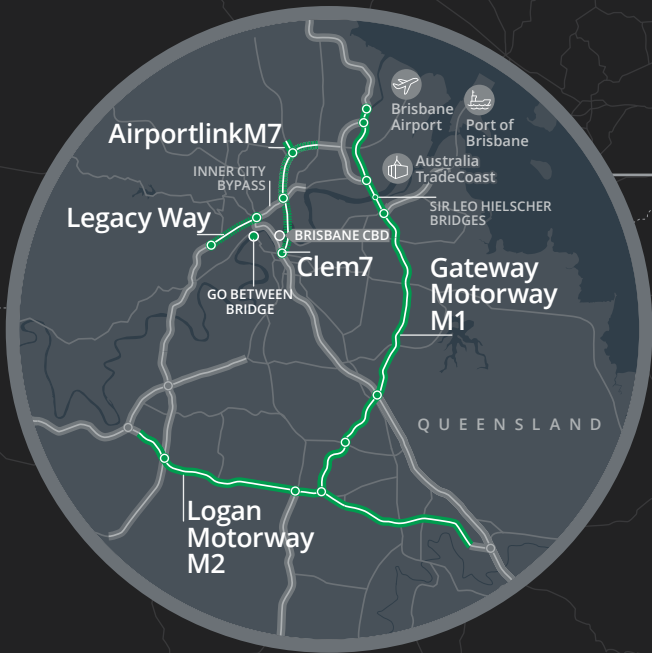 Brisbane
Airport
Port of
Brisbane
AirportlinkM7
Australia
TradeCoast
INNER CITY
BYPASS
SIR LEO HIELSCHER
BRIDGES
Legacy Way
BRISBANE CBD
Clem7
GO BETWEEN
BRIDGE
Gateway
Motorway
M1
QUEENSLAND
Logan
Motorway
M2